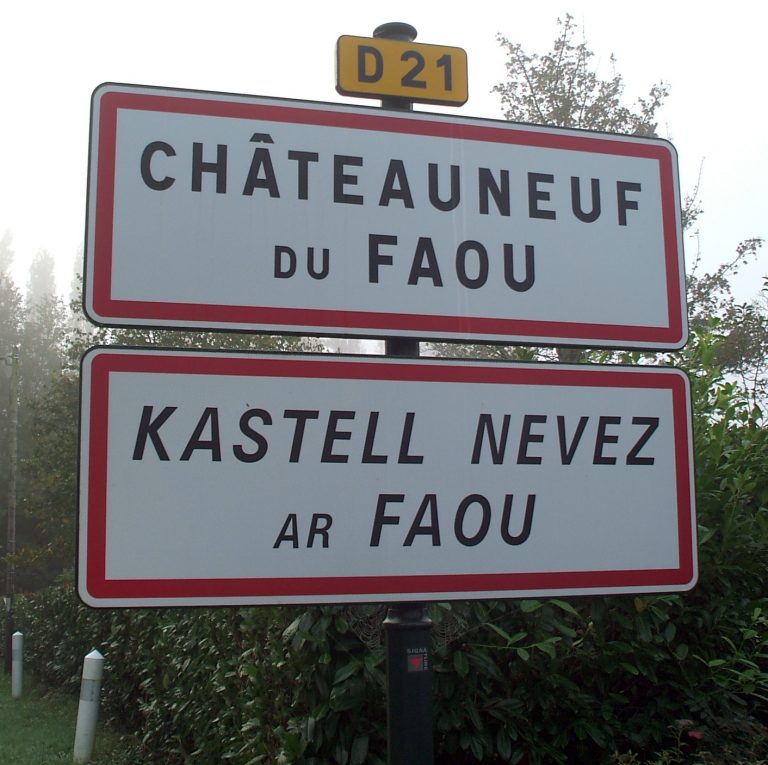 D 21
CHÂTEAUNEUF
DU FAOU
KASTELL NEVEZ
AR FAOU